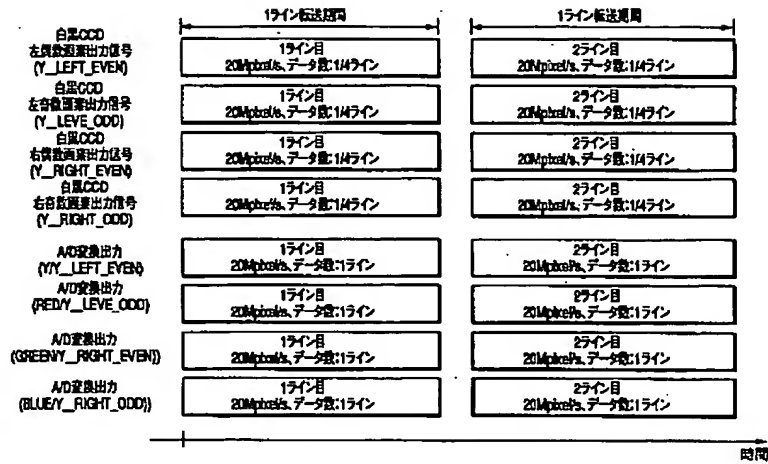 1ライン転送期間
1ライン転送期間
白黒CCD
左偶数画素出力信号
(Y_LEFT_EVEN)
1ライン目
20Mpixel/s、データ数:1/4ライン
2ライン目
20Mpixel/s、データ数:1/4ライン
白黒CCD
左奇数画素出力信号
(Y_LEVE_ODD)
1ライン目
20Mpixel/s、データ数:1/4ライン
2ライン目
20Mpixel/s、データ数:1/4ライン
白黒CCD
右偶数画素出力信号
(Y_RIGHT_EVEN)
1ライン目
20Mpixel/s、データ数:1/4ライン
2ライン目
20Mpixel/s、データ数:1/4ライン
白黒CCD
右奇数画素出力信号
(Y_RIGHT_ODD)
1ライン目
20Mpixel/s、データ数:1/4ライン
2ライン目
20Mpixel/s、データ数:1/4ライン
A/D変換出力
(Y/Y_LEFT_EVEN)
1ライン目
20Mpixel/s、データ数:1ライン
2ライン目
20Mpixel/s、データ数:1ライン
A/D変換出力
(RED/Y_LEVE_ODD)
1ライン目
20Mpixel/s、データ数:1ライン
2ライン目
20Mpixel/s、データ数:1ライン
A/D変換出力
(GREEN/Y_RIGHT_EVEN))
1ライン目
20Mpixel/s、データ数:1ライン
2ライン目
20Mpixel/s、データ数:1ライン
A/D変換出力
(BLUE/Y_RIGHT_ODD))
1ライン目
20Mpixel/s、データ数:1ライン
2ライン目
20Mpixel/s、データ数:1ライン
時間